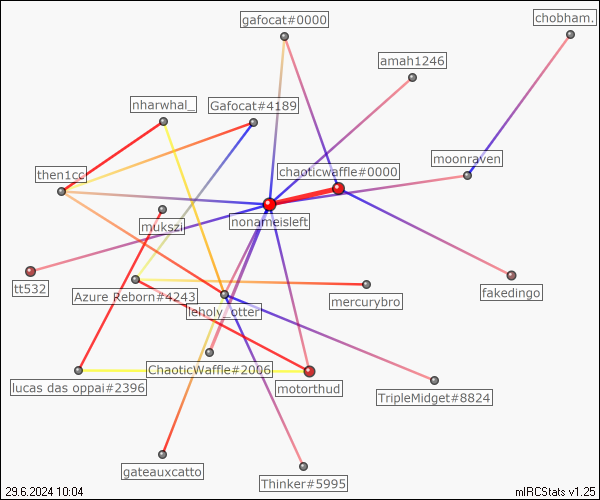 gafocat#0000
chobham.
amah1246
nharwhal_
Gafocat#4189
moonraven
chaoticwaffle#0000
then1cc
nonameisleft
mukszi
tt532
fakedingo
Azure Reborn#4243
mercurybro
leholy_otter
ChaoticWaffle#2006
lucas das oppai#2396
motorthud
TripleMidget#8824
gateauxcatto
Thinker#5995
29.6.2024 10:04
mIRCStats v1.25